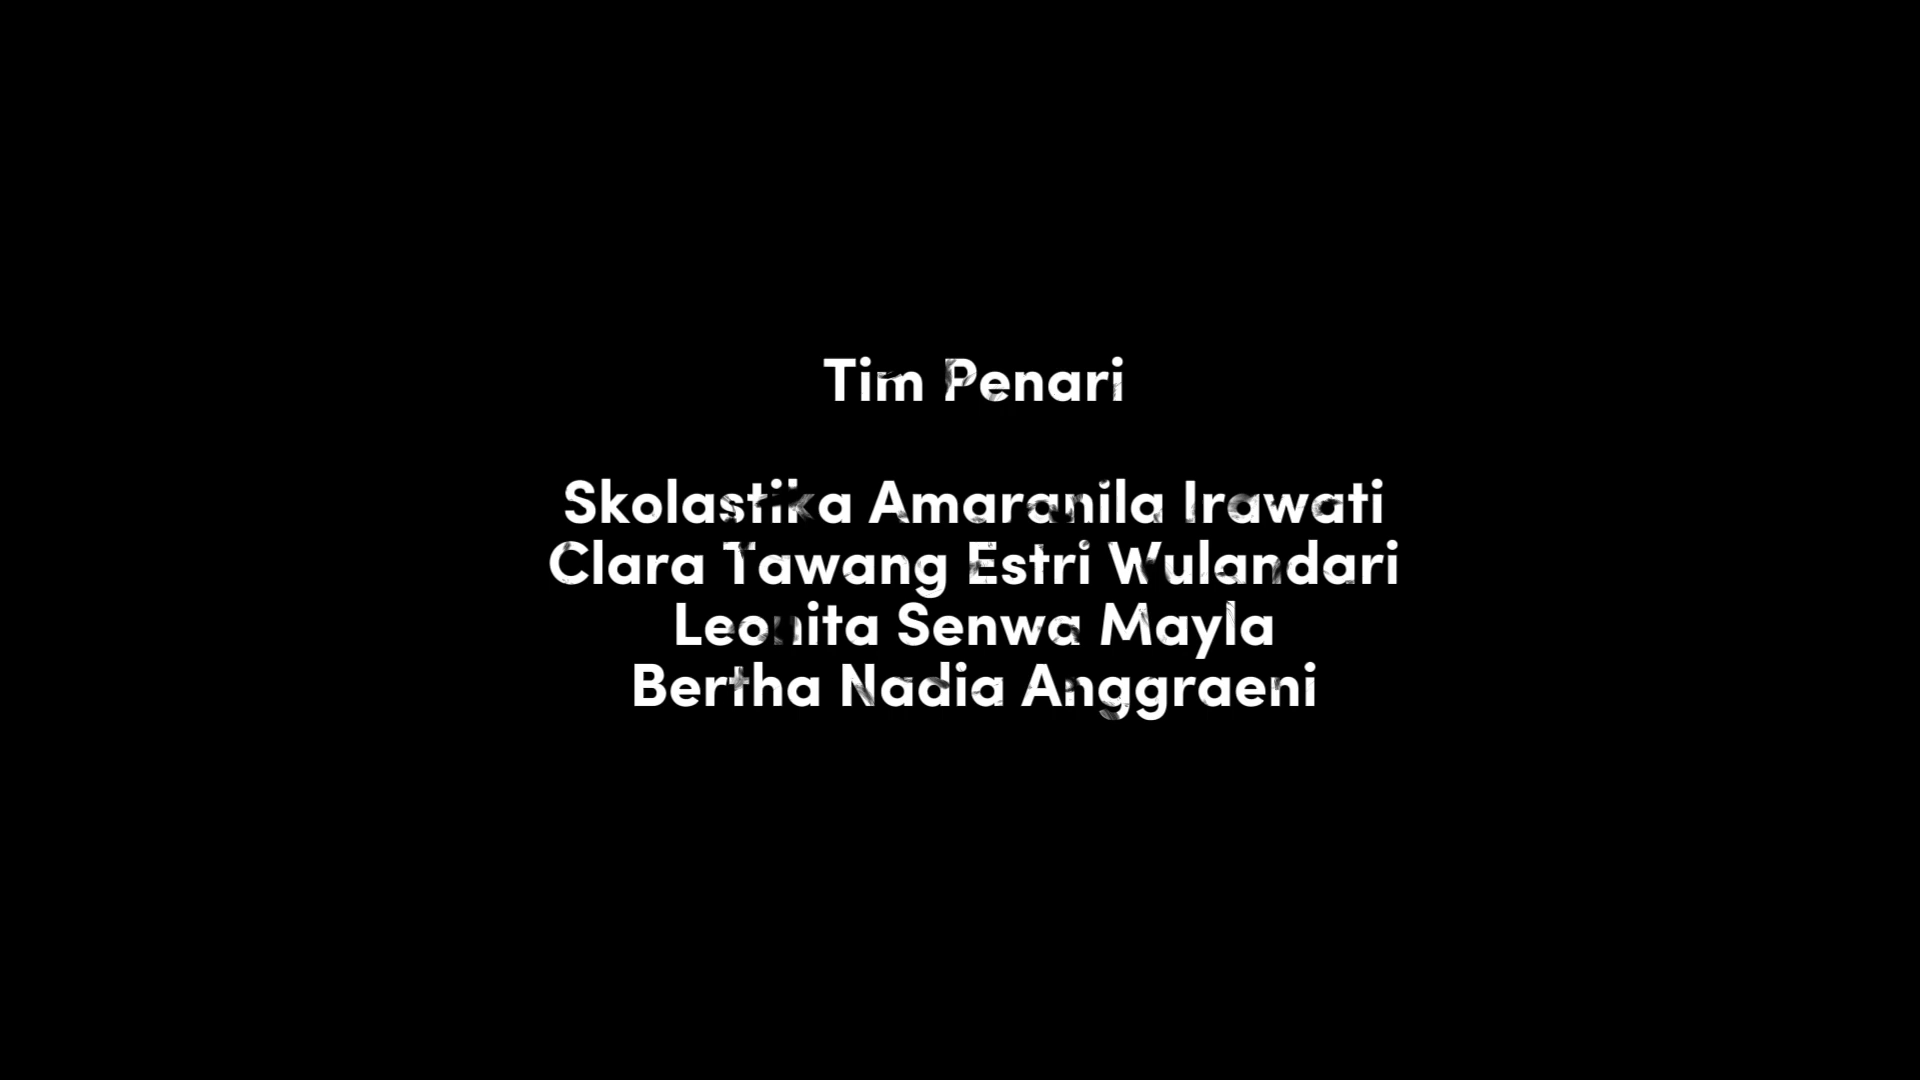 Tim Penari
Skolastika Amaranila Irawati
Clara Tawang Estri Wulandari
Leonita Senwa Mayla
Bertha Nadia Anggraeni